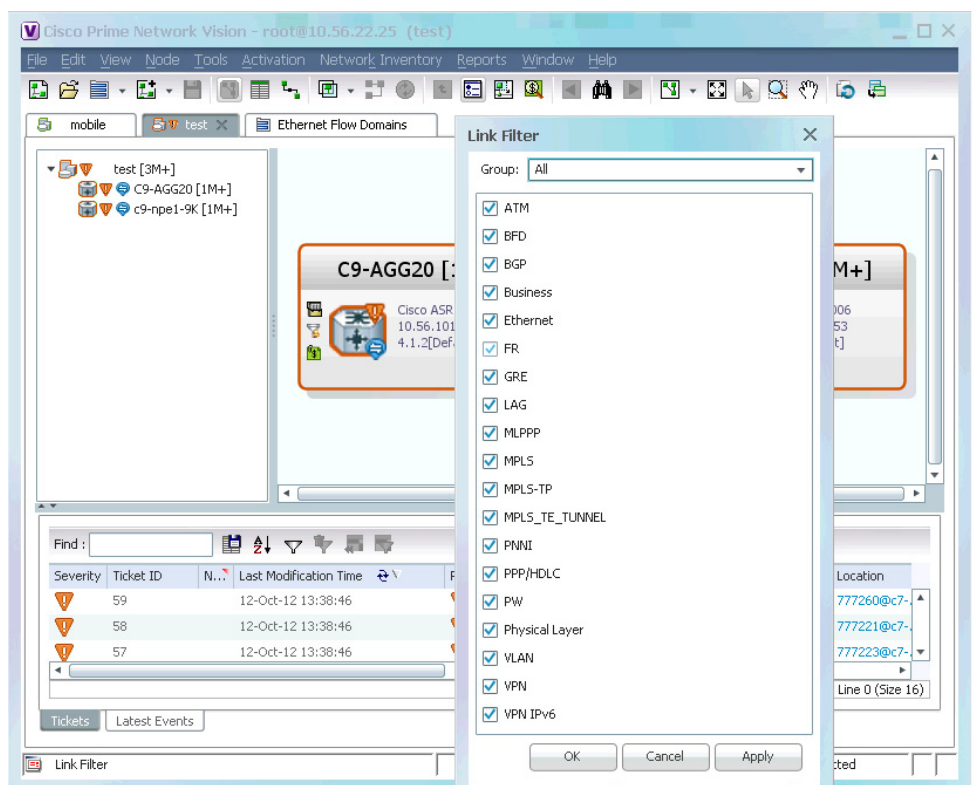 Cisco Prime Network Vision - root@10.56.22.25 (test)
File Edit View Node Tools Activation Network Inventory Reports Window Help
mobile
test
Ethernet Flow Domains
test [3M+]
C9-AGG20 [1M+]
c9-npe1-9K [1M+]
C9-AGG20 [
Cisco ASR
10.56.101
4.1.2[Def
M+]
006
53
t]
Link Filter
Group: All
ATM
BFD
BGP
Business
Ethernet
FR
GRE
LAG
MLPPP
MPLS
MPLS-TP
MPLS_TE_TUNNEL
PNNI
PPP/HDLC
PW
Physical Layer
VLAN
VPN
VPN IPv6
OK Cancel Apply
Find :
Severity Ticket ID N... Last Modification Time Location
59 12-Oct-12 13:38:46 777260@c7-.
58 12-Oct-12 13:38:46 777221@c7-.
57 12-Oct-12 13:38:46 777223@c7-.
Line 0 (Size 16)
Tickets Latest Events
Link Filter
cted